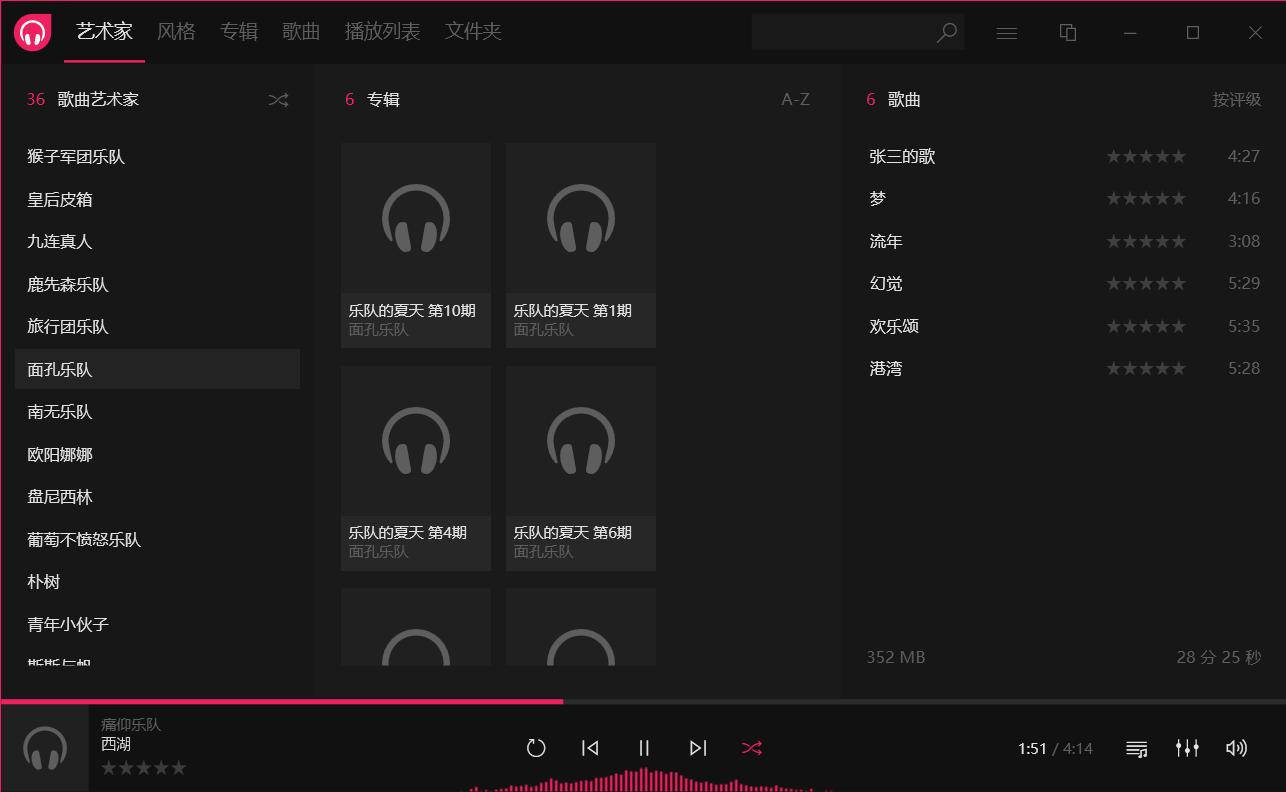 艺术家 风格 专辑 歌曲 播放列表 文件夹
36 歌曲艺术家
猴子军团乐队
皇后皮箱
九连真人
鹿先森乐队
旅行团乐队
面孔乐队
南无乐队
欧阳娜娜
盘尼西林
葡萄不愤怒乐队
朴树
青年小伙子
6 专辑 A-Z
乐队的夏天 第10期
面孔乐队
乐队的夏天 第1期
面孔乐队
乐队的夏天 第4期
面孔乐队
乐队的夏天 第6期
面孔乐队
6 歌曲 按评级
张三的歌 4:27
梦 4:16
流年 3:08
幻觉 5:29
欢乐颂 5:35
港湾 5:28
352 MB 28 分 25 秒
痛仰乐队
西湖
1:51 / 4:14